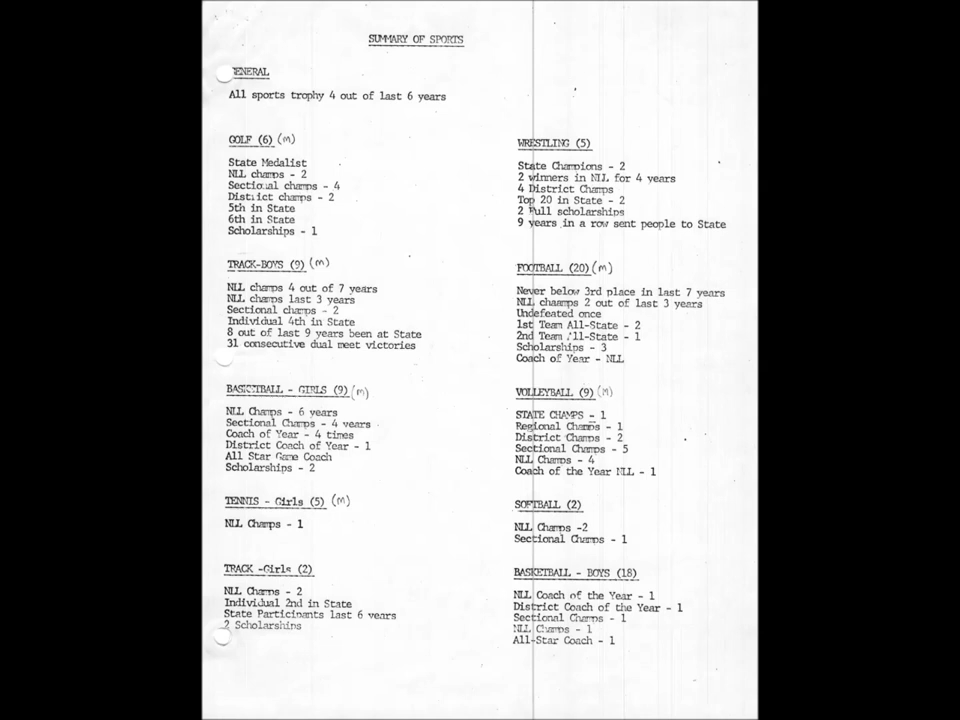 SUMMARY OF SPORTS
GENERAL
All sports trophy 4 out of last 6 years
GOLF (6) (m)
State Medalist
NLL champs - 2
Sectional champs - 4
District champs - 2
5th in State
6th in State
Scholarships - 1
TRACK-BOYS (9) (m)
NLL champs 4 out of 7 years
NLL champs last 3 years
Sectional champs - 2
Individual 4th in State
8 out of last 9 years been at State
31 consecutive dual meet victories
BASKETBALL - GIRLS (9) (m)
NLL Champs - 6 years
Sectional Champs - 4 years
Coach of Year - 4 times
District Coach of Year - 1
All Star Game Coach
Scholarships - 2
TENNIS - Girls (5) (M)
NLL Champs - 1
TRACK -Girls (2)
NLL Champs - 2
Individual 2nd in State
State Participants last 6 years
2 Scholarships
WRESTLING (5)
State Champions - 2
2 winners in NLL for 4 years
4 District Champs
Top 20 in State - 2
2 Full scholarships
9 years in a row sent people to State
FOOTBALL (20) (m)
Never below 3rd place in last 7 years
NLL chaamps 2 out of last 3 years
Undefeated once
1st Team All-State - 2
2nd Team All-State - 1
Scholarships - 3
Coach of Year - NLL
VOLLEYBALL (9) (M)
STATE CHAMPS - 1
Regional Champs - 1
District Champs - 2
Sectional Champs - 5
NLL Champs - 4
Coach of the Year NLL - 1
SOFTBALL (2)
NLL Champs -2
Sectional Champs - 1
BASKETBALL - BOYS (18)
NLL Coach of the Year - 1
District Coach of the Year - 1
Sectional Champs - 1
NLL Champs - 1
All-Star Coach - 1